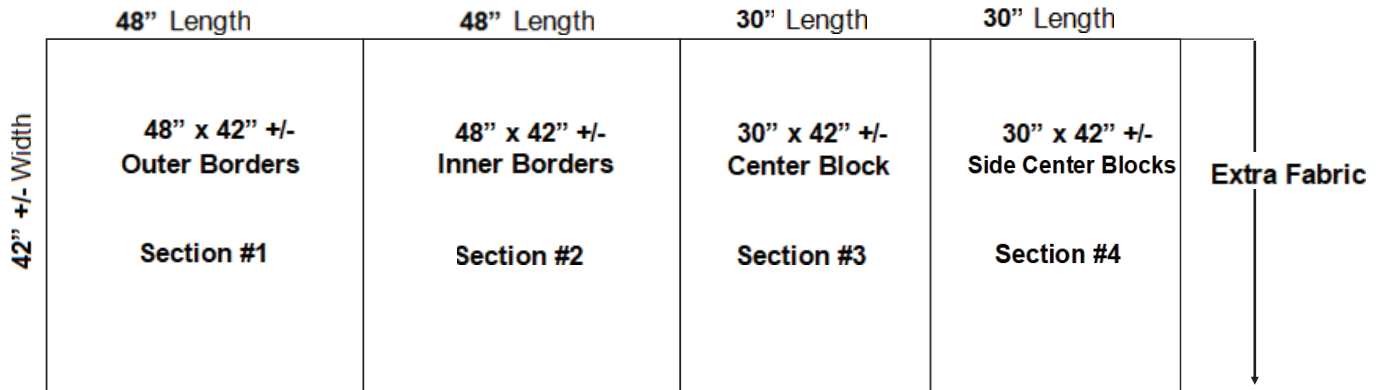 48” Length
48” Length
30” Length
30” Length
42” +/- Width
48” x 42” +/-
Outer Borders
Section #1
48” x 42” +/-
Inner Borders
Section #2
30” x 42” +/-
Center Block
Section #3
30” x 42” +/-
Side Center Blocks
Section #4
Extra Fabric